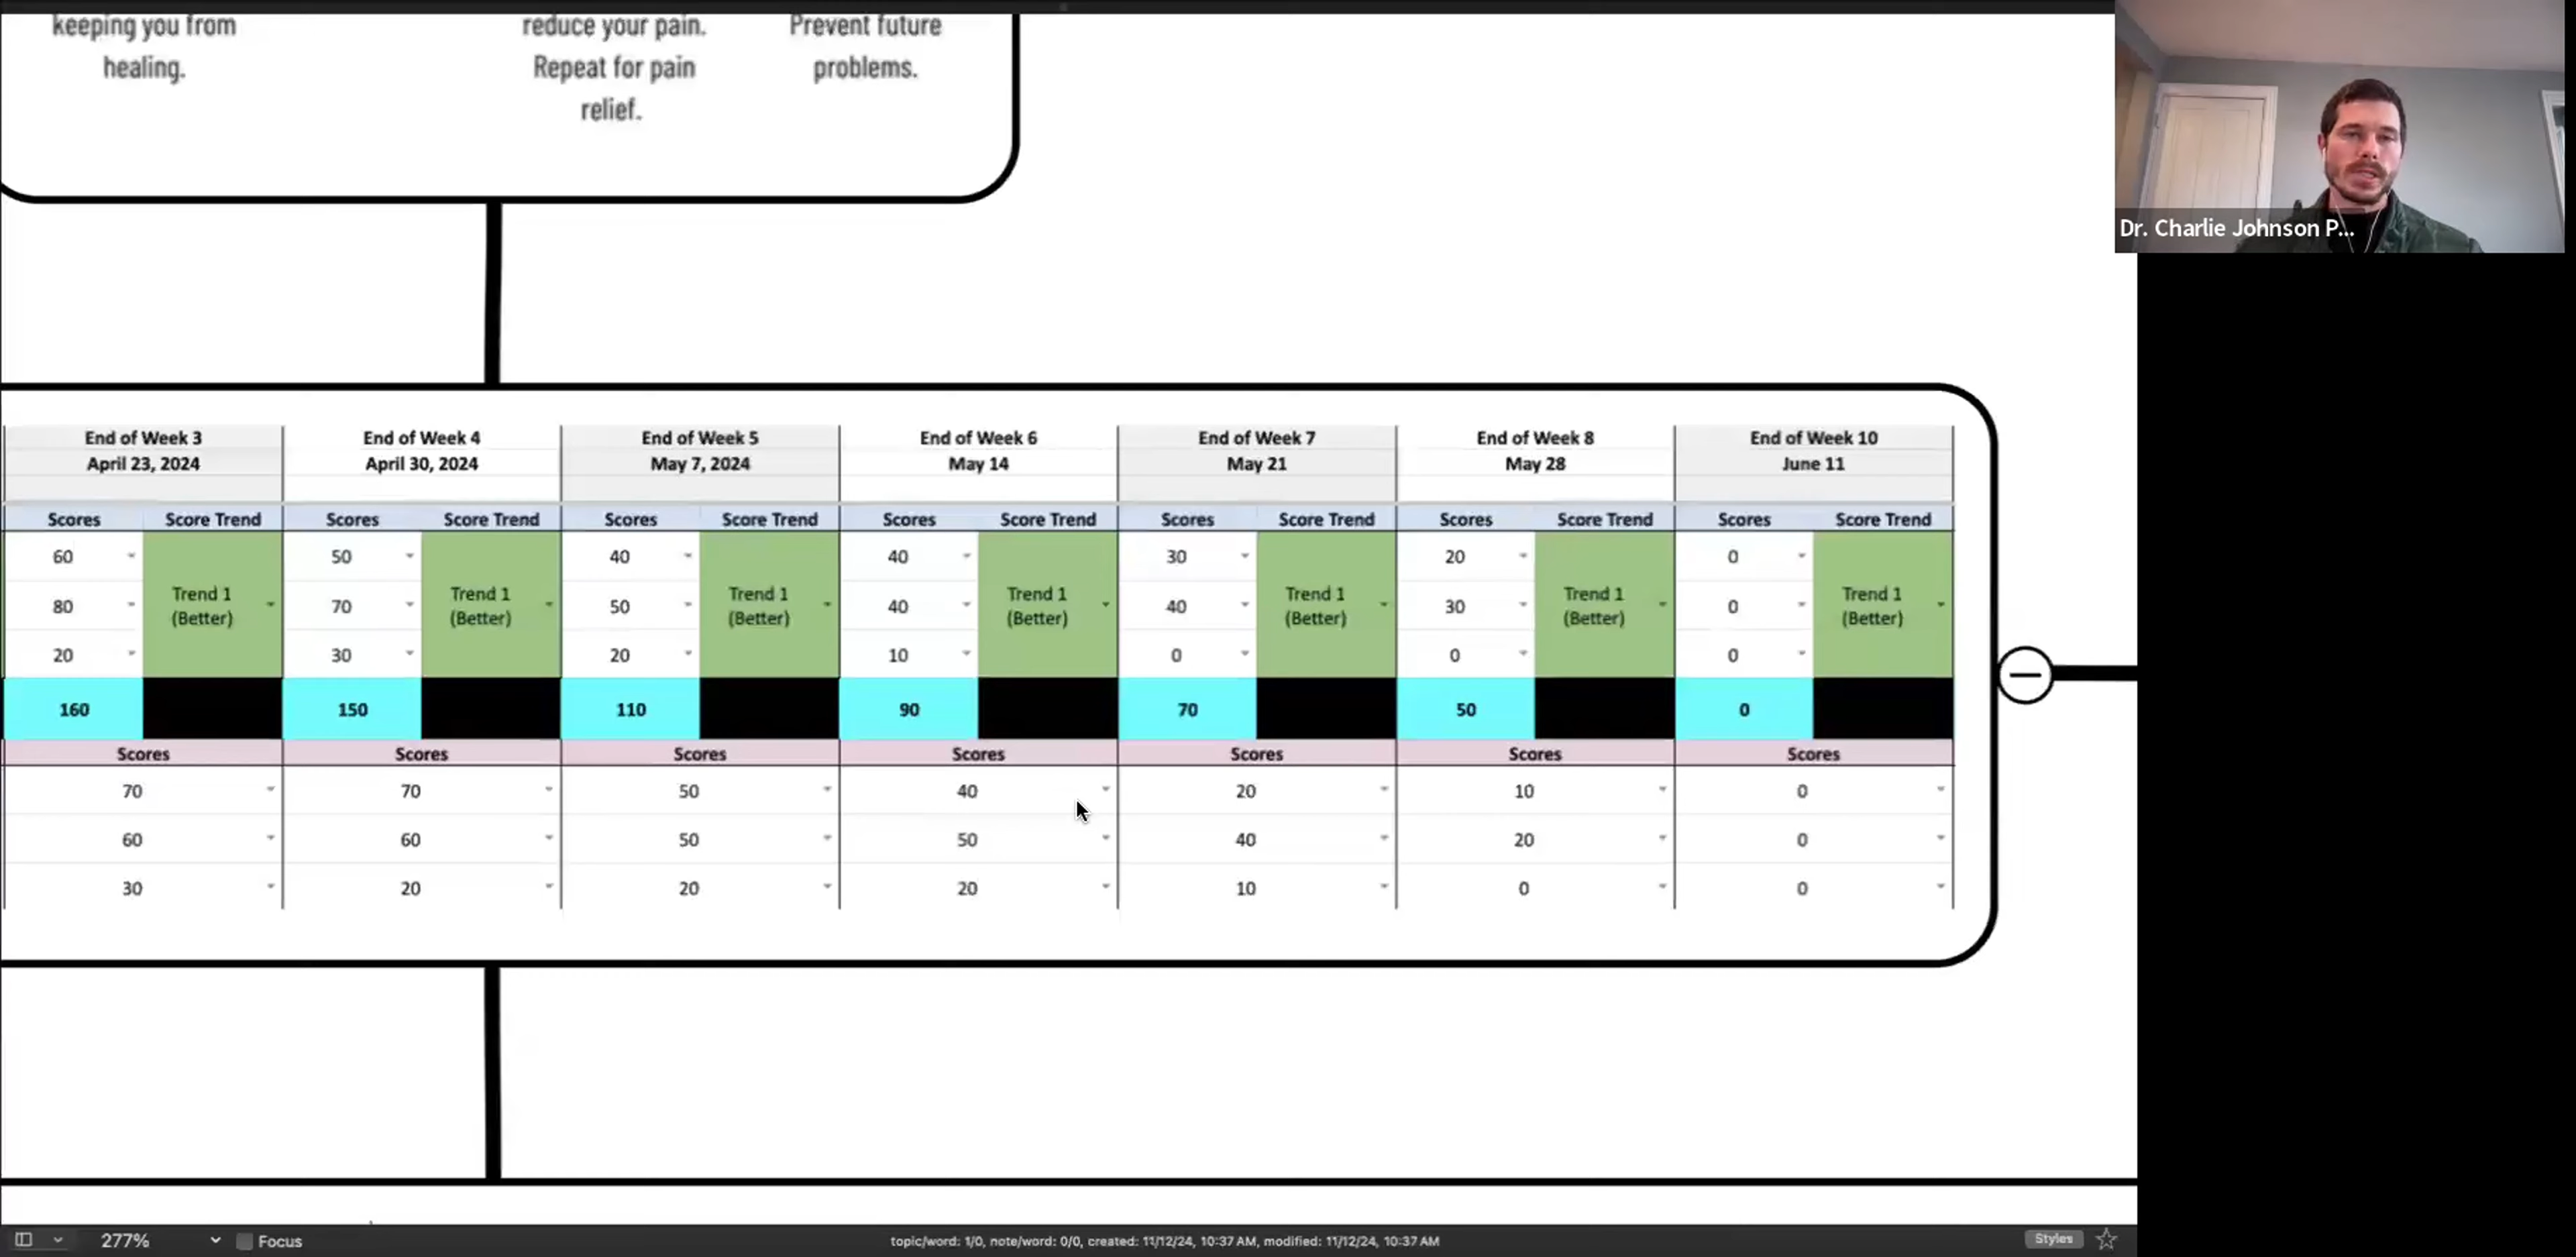 keeping you from
healing.
reduce your pain.
Repeat for pain
relief.
Prevent future
problems.
Dr. Charlie Johnson P...
End of Week 3 End of Week 4 End of Week 5 End of Week 6 End of Week 7 End of Week 8 End of Week 10
April 23, 2024 April 30, 2024 May 7, 2024 May 14 May 21 May 28 June 11
Scores Score Trend Scores Score Trend Scores Score Trend Scores Score Trend Scores Score Trend Scores Score Trend Scores Score Trend
60 50 40 40 30 20 0
Trend 1 Trend 1 Trend 1 Trend 1 Trend 1 Trend 1 Trend 1
80 70 50 40 40 30 0
(Better) (Better) (Better) (Better) (Better) (Better) (Better)
20 30 20 10 0 0 0
160 150 110 90 70 50 0
Scores Scores Scores Scores Scores Scores Scores
70 70 50 40 20 10 0
60 60 50 50 40 20 0
30 20 20 20 10 0 0
277% Focus topic/word: 1/0, note/word: 0/0, created: 11/12/24, 10:37 AM, modified: 11/12/24, 10:37 AM Styles